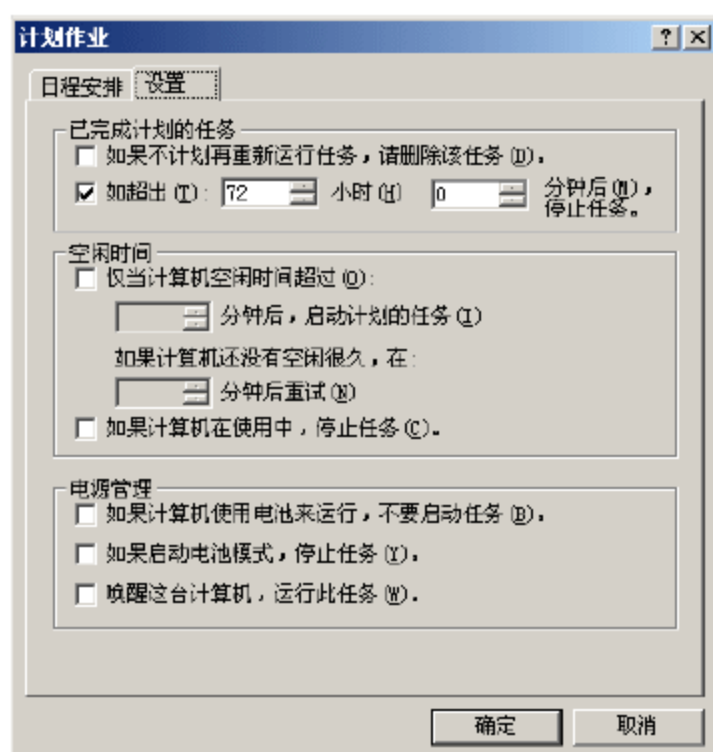 计划作业
日程安排 设置
已完成计划的任务
如果不计划再重新运行任务，请删除该任务(D)。
如超出(T): 72 小时(H) 0 分钟后(M)，
停止任务。
空闲时间
仅当计算机空闲时间超过(O):
分钟后，启动计划的任务(I)
如果计算机还没有空闲很久，在:
分钟后重试(N)
如果计算机在使用中，停止任务(C)。
电源管理
如果计算机使用电池来运行，不要启动任务(B)。
如果启动电池模式，停止任务(Y)。
唤醒这台计算机，运行此任务(W)。
确定 取消